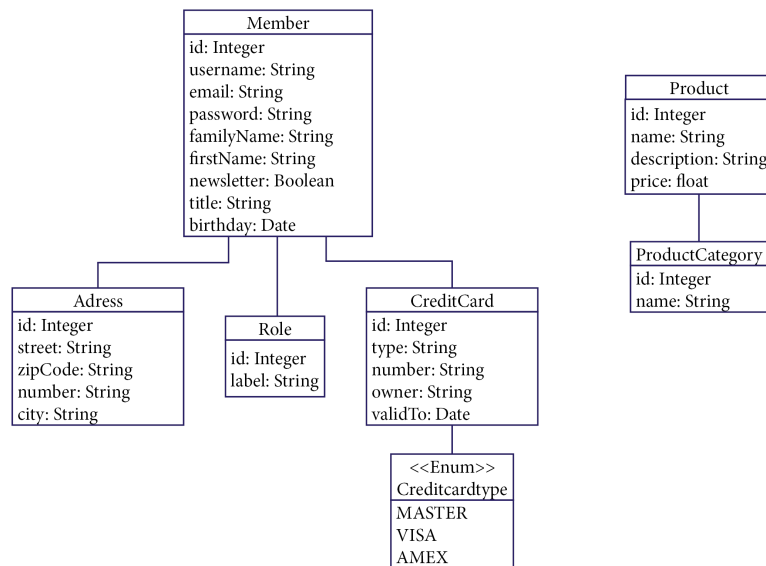 Member
id: Integer
username: String
email: String
password: String
familyName: String
firstName: String
newsletter: Boolean
title: String
birthday: Date
Product
id: Integer
name: String
description: String
price: float
ProductCategory
id: Integer
name: String
Adress
id: Integer
street: String
zipCode: String
number: String
city: String
Role
id: Integer
label: String
CreditCard
id: Integer
type: String
number: String
owner: String
validTo: Date
<<Enum>>
Creditcardtype
MASTER
VISA
AMEX